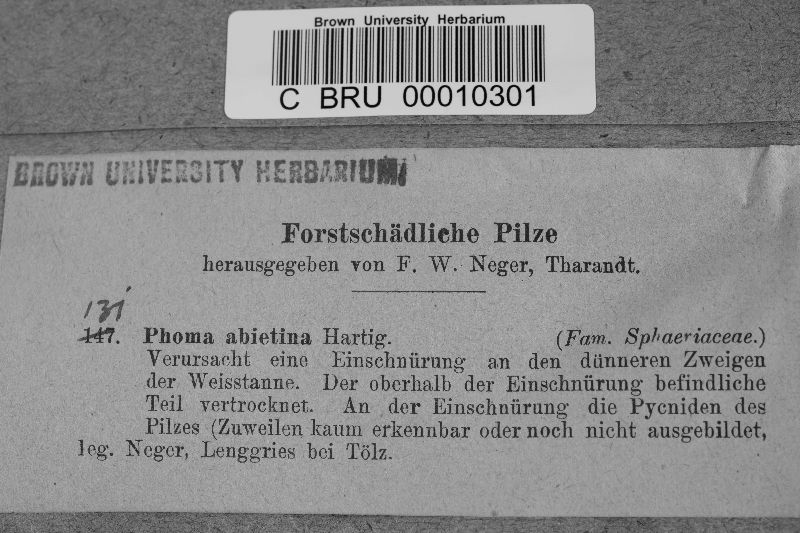 Brown University Herbarium
C BRU 00010301
BROWN UNIVERSITY HERBARIUM
Forstschädliche Pilze
herausgegeben von F. W. Neger, Tharandt.
147. Phoma abietina Hartig. (Fam. Sphaeriaceae.)
Verursacht eine Einschnürung an den dünneren Zweigen
der Weisstanne. Der oberhalb der Einschnürung befindliche
Teil vertrocknet. An der Einschnürung die Pycniden des
Pilzes (Zuweilen kaum erkennbar oder noch nicht ausgebildet,
leg. Neger, Lenggries bei Tölz.